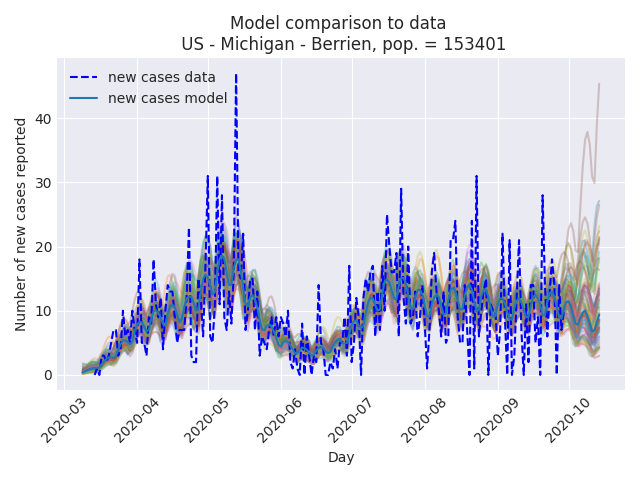 Model comparison to data
US - Michigan - Berrien, pop. = 153401
new cases data
new cases model
Number of new cases reported
40
30
20
10
0
2020-03
2020-04
2020-05
2020-06
2020-07
2020-08
2020-09
2020-10
Day